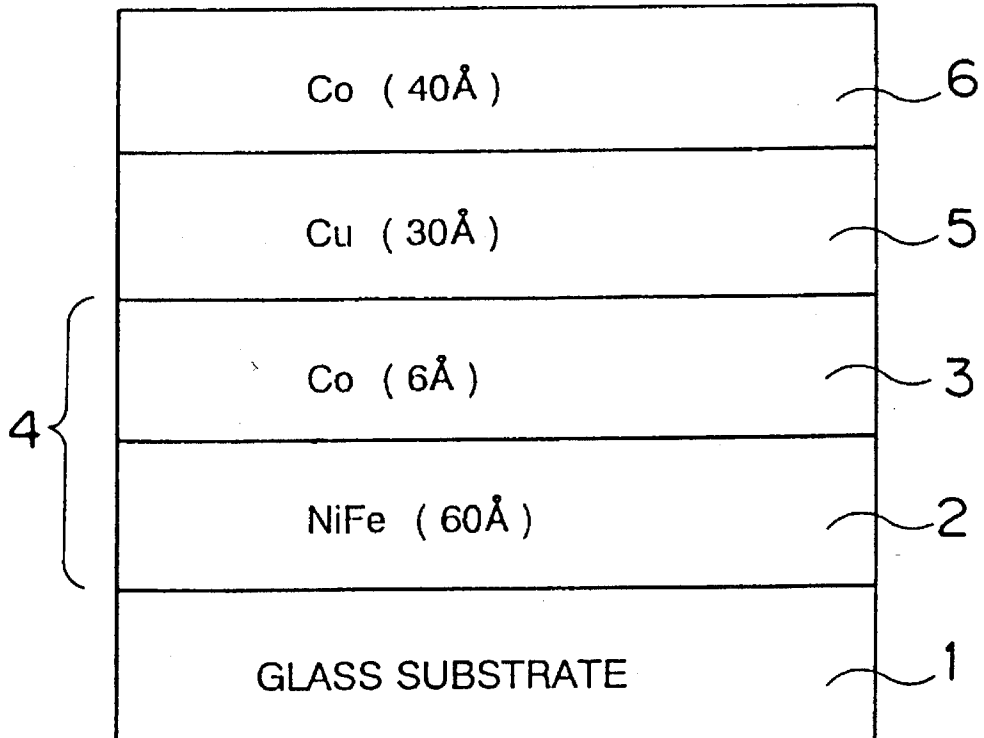 Co ( 40Å ) 6
Cu ( 30Å ) 5
Co ( 6Å ) 3
4
NiFe ( 60Å ) 2
GLASS SUBSTRATE 1